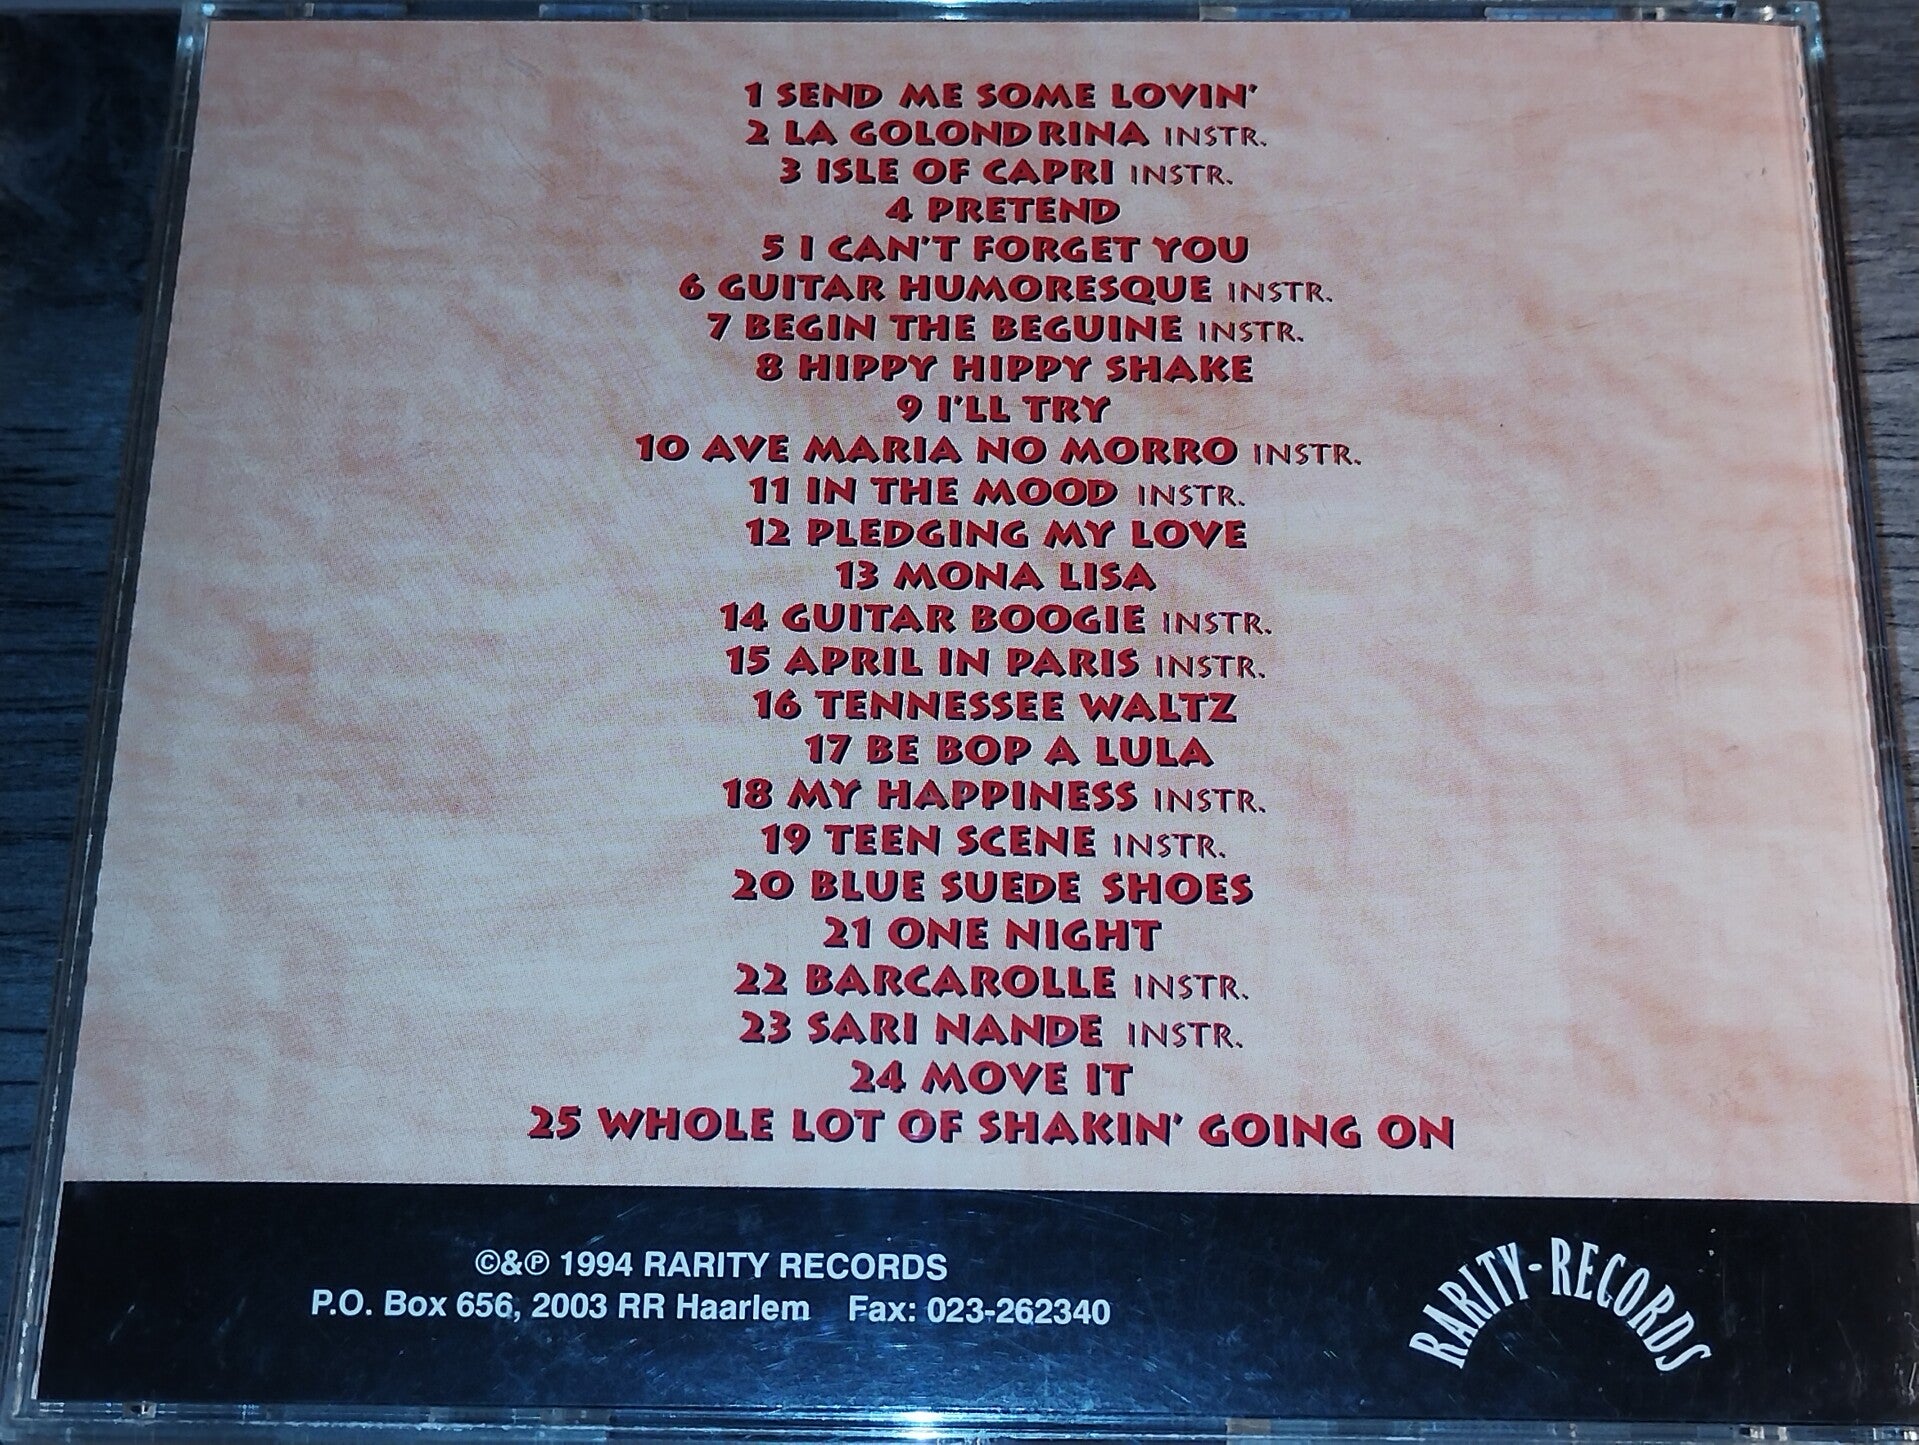 1 SEND ME SOME LOVIN'
2 LA GOLONDRINA INSTR.
3 ISLE OF CAPRI INSTR.
4 PRETEND
5 I CAN'T FORGET YOU
6 GUITAR HUMORESQUE INSTR.
7 BEGIN THE BEGUINE INSTR.
8 HIPPY HIPPY SHAKE
9 I'LL TRY
10 AVE MARIA NO MORRO INSTR.
11 IN THE MOOD INSTR.
12 PLEDGING MY LOVE
13 MONA LISA
14 GUITAR BOOGIE INSTR.
15 APRIL IN PARIS INSTR.
16 TENNESSEE WALTZ
17 BE BOP A LULA
18 MY HAPPINESS INSTR.
19 TEEN SCENE INSTR.
20 BLUE SUEDE SHOES
21 ONE NIGHT
22 BARCAROLLE INSTR.
23 SARI NANDE INSTR.
24 MOVE IT
25 WHOLE LOT OF SHAKIN' GOING ON
©&℗ 1994 RARITY RECORDS
P.O. Box 656, 2003 RR Haarlem Fax: 023-262340
RARITY-RECORDS